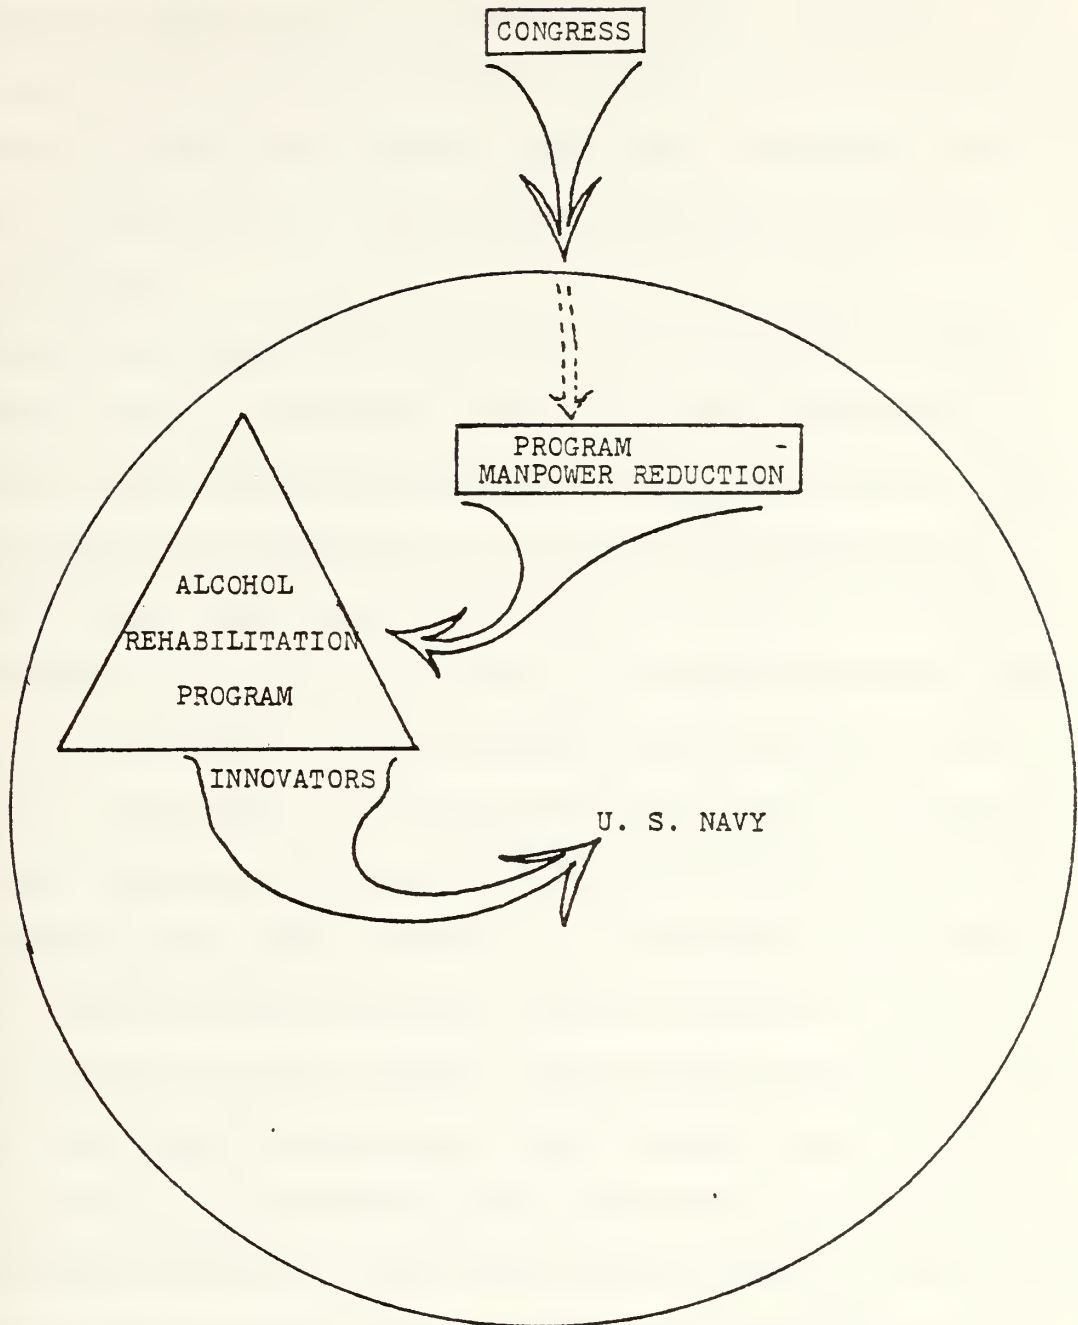 CONGRESS
PROGRAM -
MANPOWER REDUCTION
ALCOHOL
REHABILITATION
PROGRAM
INNOVATORS
U. S. NAVY